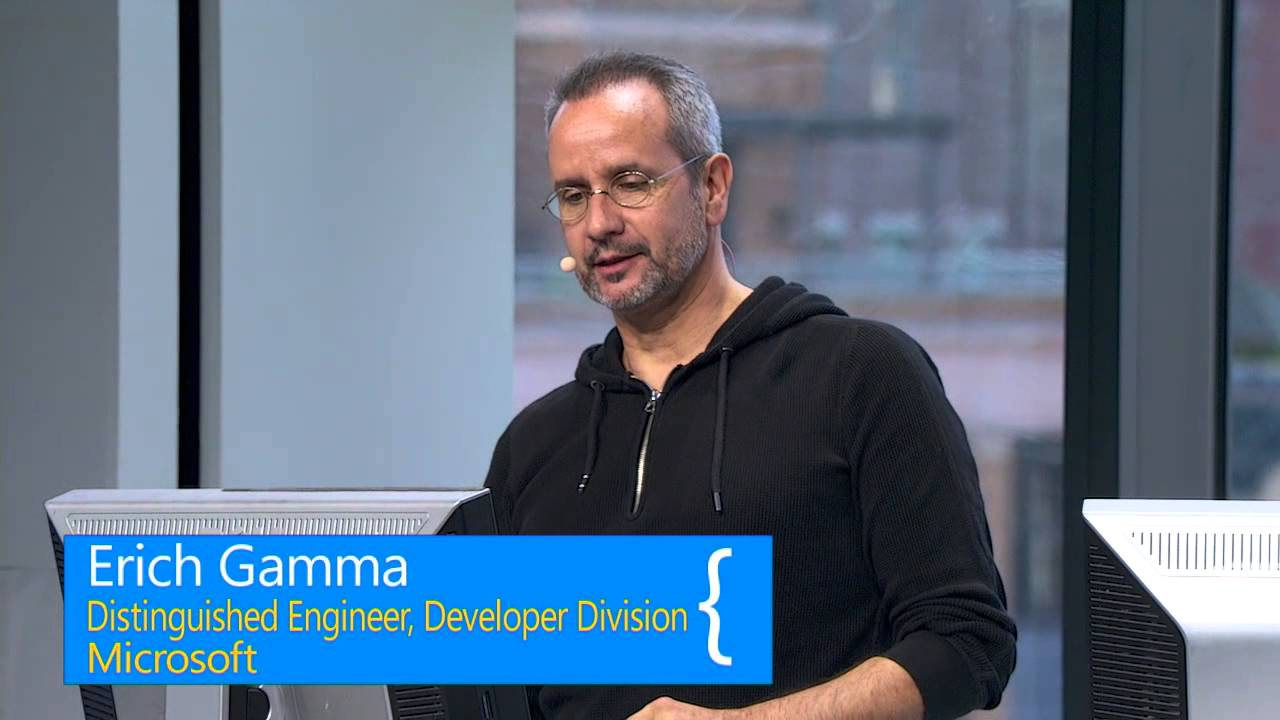 Erich Gamma
Distinguished Engineer, Developer Division
Microsoft
{